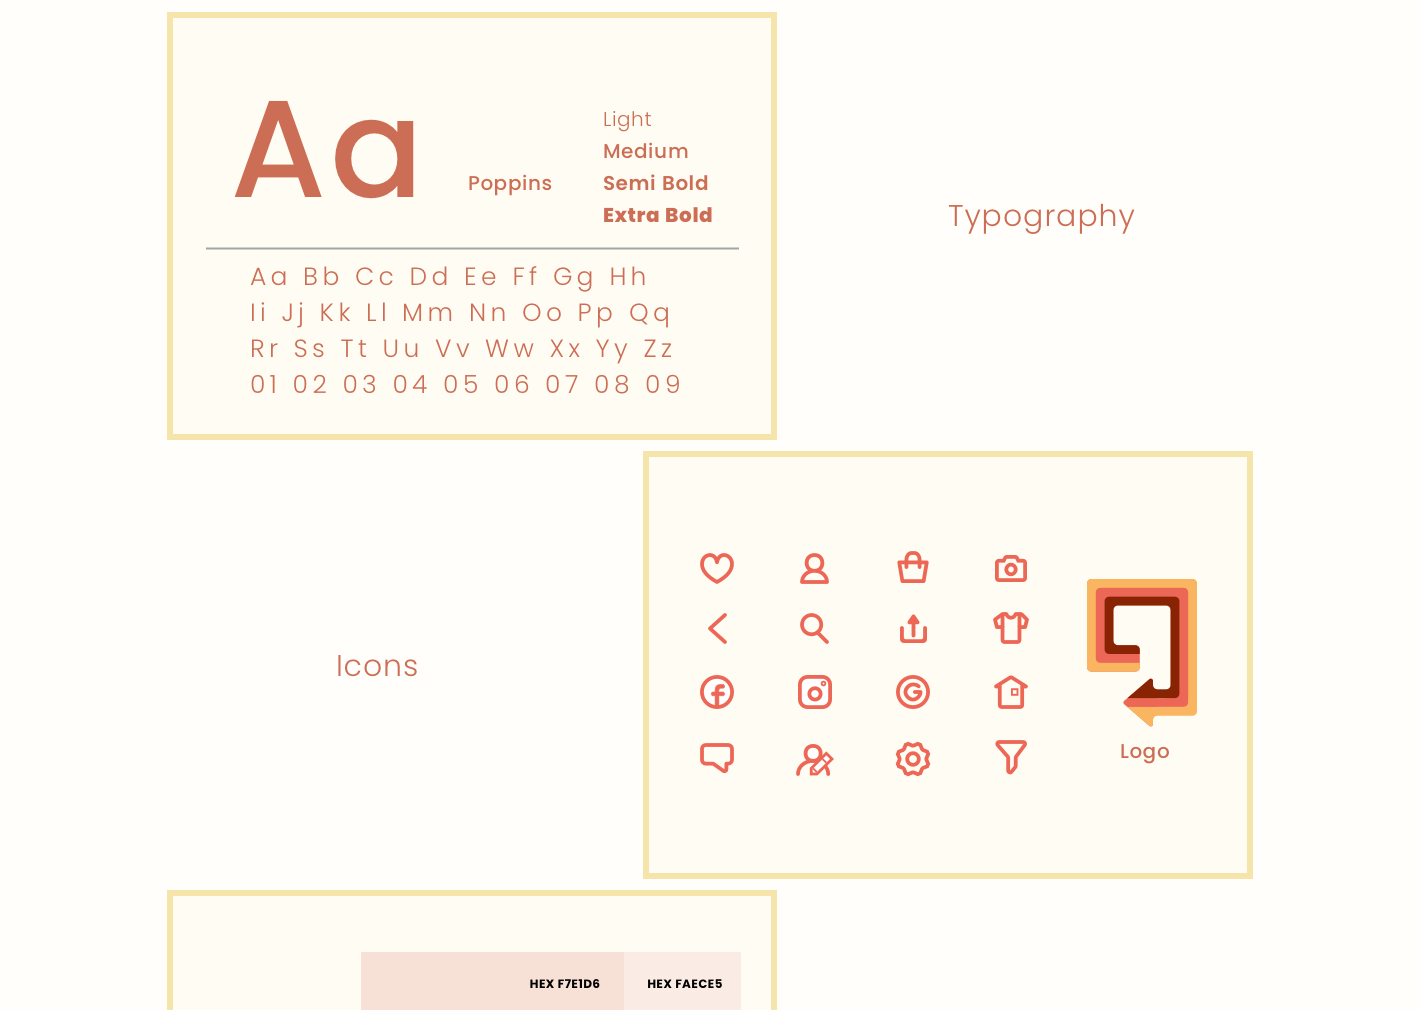 Aa
Poppins
Light
Medium
Semi Bold
Extra Bold
Aa Bb Cc Dd Ee Ff Gg Hh
Ii Jj Kk Ll Mm Nn Oo Pp Qq
Rr Ss Tt Uu Vv Ww Xx Yy Zz
01 02 03 04 05 06 07 08 09
Typography
Icons
Logo
HEX F7E1D6
HEX FAECE5